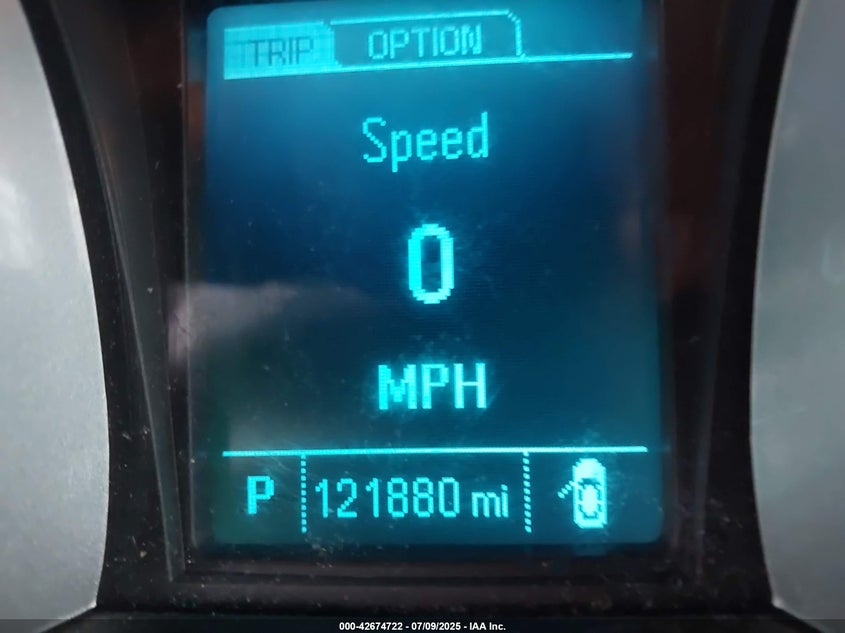 TRIP OPTION
Speed
0
MPH
P 121880 mi
000-42674722 - 07/09/2025 - IAA Inc.